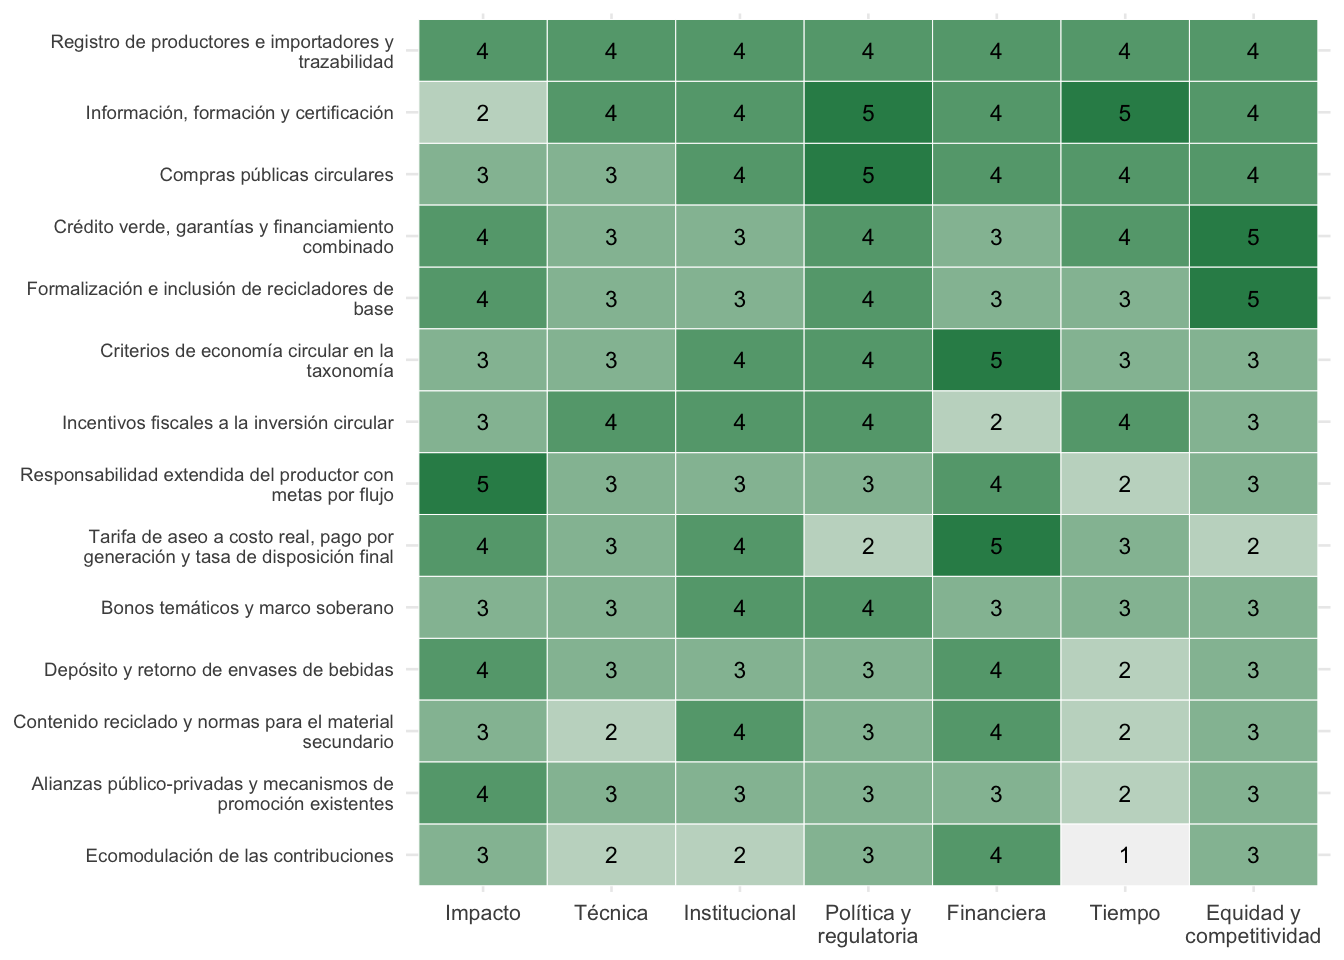 Registro de productores e importadores y
trazabilidad
4 4 4 4 4 4 4
Información, formación y certificación
2 4 4 5 4 5 4
Compras públicas circulares
3 3 4 5 4 4 4
Crédito verde, garantías y financiamiento
combinado
4 3 3 4 3 4 5
Formalización e inclusión de recicladores de
base
4 3 3 4 3 3 5
Criterios de economía circular en la
taxonomía
3 3 4 4 5 3 3
Incentivos fiscales a la inversión circular
3 4 4 4 2 4 3
Responsabilidad extendida del productor con
metas por flujo
5 3 3 3 4 2 3
Tarifa de aseo a costo real, pago por
generación y tasa de disposición final
4 3 4 2 5 3 2
Bonos temáticos y marco soberano
3 3 4 4 3 3 3
Depósito y retorno de envases de bebidas
4 3 3 3 4 2 3
Contenido reciclado y normas para el material
secundario
3 2 4 3 4 2 3
Alianzas público-privadas y mecanismos de
promoción existentes
4 3 3 3 3 2 3
Ecomodulación de las contribuciones
3 2 2 3 4 1 3
Impacto Técnica Institucional Política y Financiera Tiempo Equidad y
regulatoria competitividad